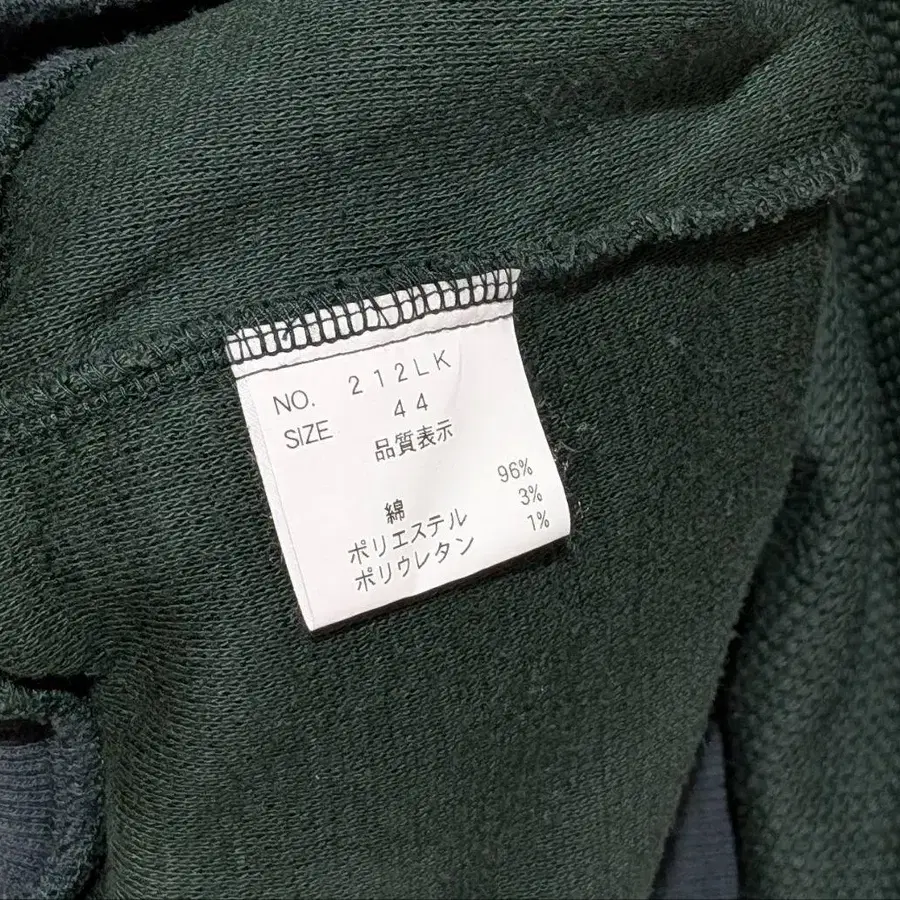 NO. 212LK
SIZE 44
品質表示
綿 96%
ポリエステル 3%
ポリウレタン 1%